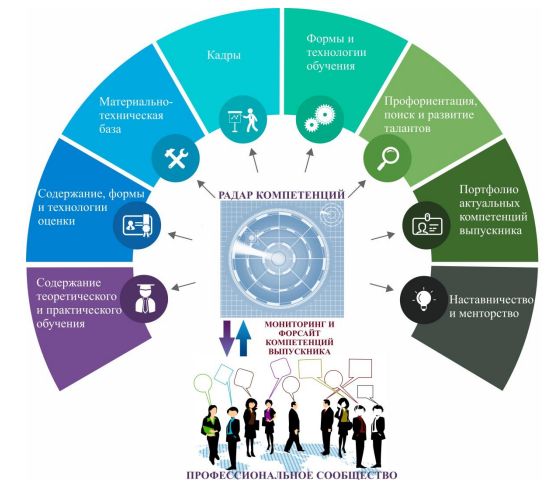 Содержание
теоретического
и практического
обучения
Содержание, формы
и технологии
оценки
Материально-
техническая
база
Кадры
Формы и
технологии
обучения
Профориентация,
поиск и развитие
талантов
Портфолио
актуальных
компетенций
выпускника
Наставничество
и менторство
РАДАР КОМПЕТЕНЦИЙ
МОНИТОРИНГ И
ФОРСАЙТ
КОМПЕТЕНЦИЙ
ВЫПУСКНИКА
ПРОФЕССИОНАЛЬНОЕ СООБЩЕСТВО